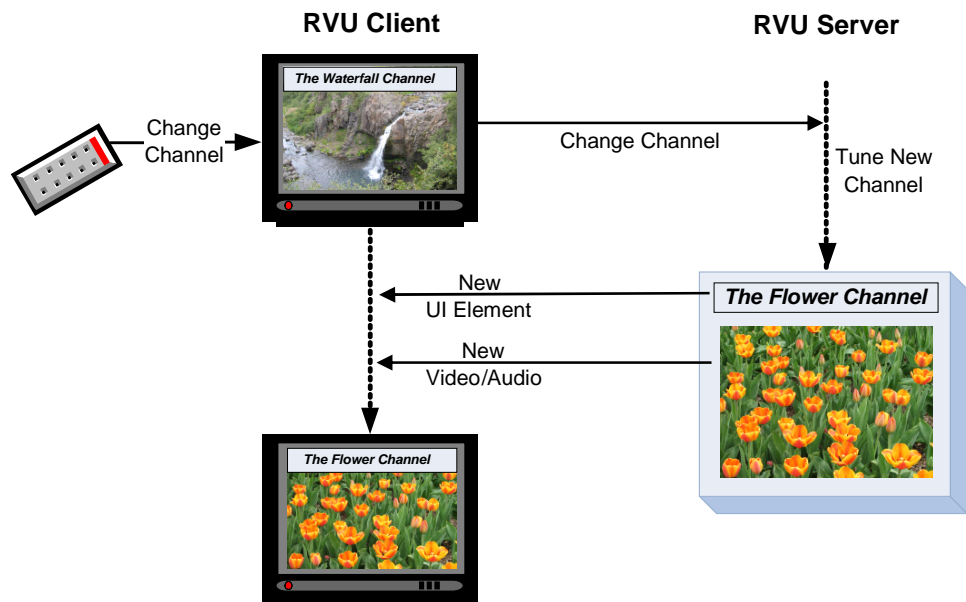 RVU Client
RVU Server
The Waterfall Channel
Change
Channel
Change Channel
Tune New
Channel
New
UI Element
The Flower Channel
New
Video/Audio
The Flower Channel